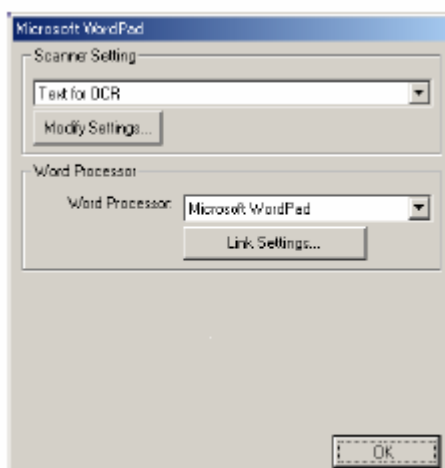 Microsoft WordPad
Scanner Setting
Text for OCR
Modify Settings...
Word Processor
Word Processor: Microsoft WordPad
Link Settings...
OK